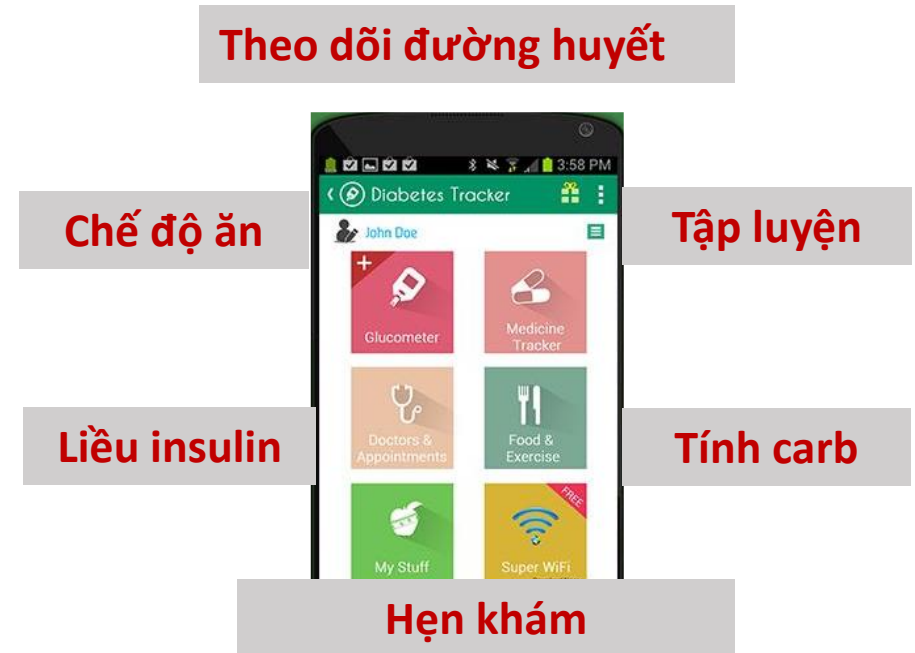 Theo dõi đường huyết
3:58 PM
Diabetes Tracker
Chế độ ăn
Tập luyện
John Doe
Glucometer
Medicine
Tracker
Liều insulin
Doctors &
Appointments
Food &
Exercise
Tính carb
FREE
My Stuff
Super WiFi
Hẹn khám